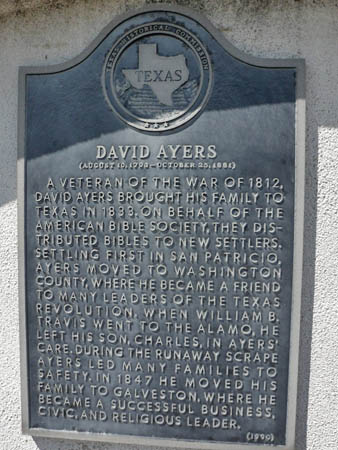 TEXAS HISTORICAL COMMISSION
TEXAS
DAVID AYERS
(AUGUST 10, 1793 - OCTOBER 25, 1881)
A VETERAN OF THE WAR OF 1812,
DAVID AYERS BROUGHT HIS FAMILY TO
TEXAS IN 1833. ON BEHALF OF THE
AMERICAN BIBLE SOCIETY, THEY DIS-
TRIBUTED BIBLES TO NEW SETTLERS.
SETTLING FIRST IN SAN PATRICIO,
AYERS MOVED TO WASHINGTON
COUNTY, WHERE HE BECAME A FRIEND
TO MANY LEADERS OF THE TEXAS
REVOLUTION. WHEN WILLIAM B.
TRAVIS WENT TO THE ALAMO, HE
LEFT HIS SON, CHARLES, IN AYERS'
CARE. DURING THE RUNAWAY SCRAPE
AYERS LED MANY FAMILIES TO
SAFETY. IN 1847 HE MOVED HIS
FAMILY TO GALVESTON, WHERE HE
BECAME A SUCCESSFUL BUSINESS,
CIVIC, AND RELIGIOUS LEADER.